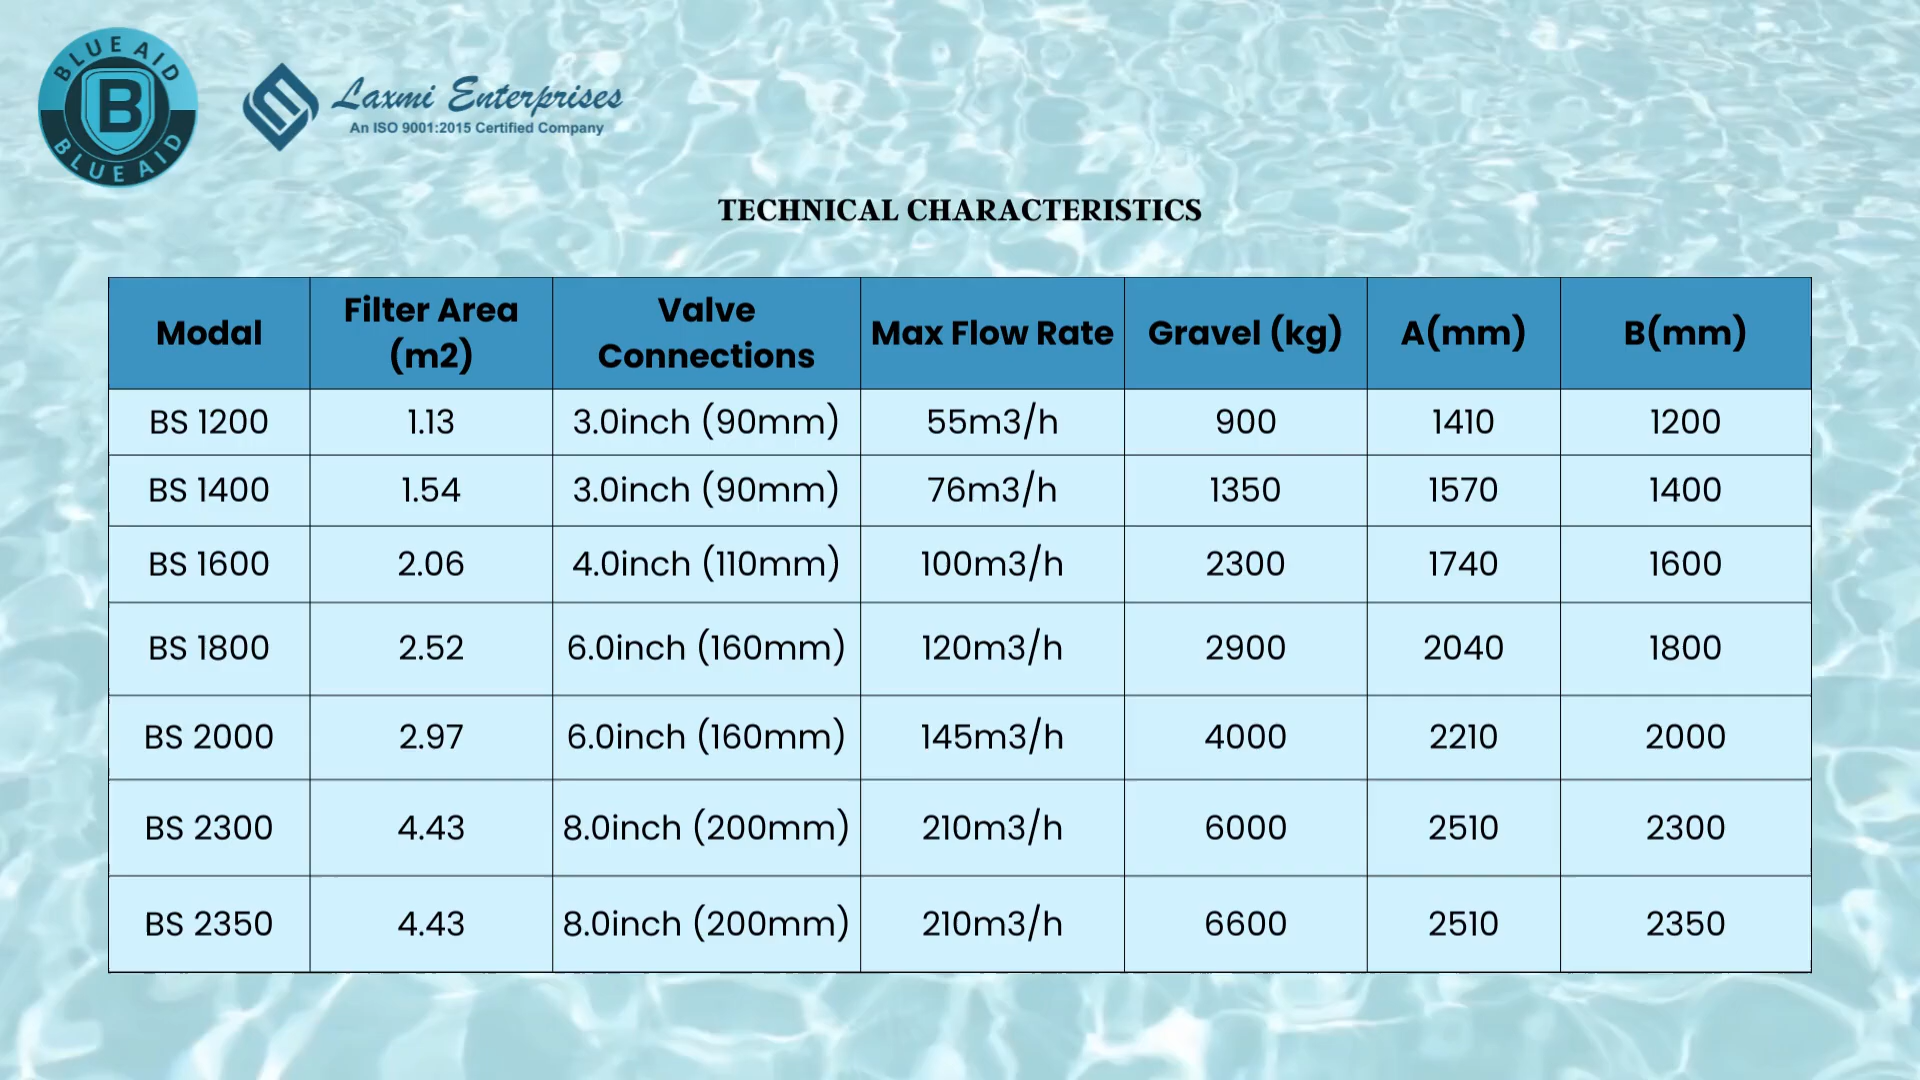 BLUE AID
B
BLUE AID
Laxmi Enterprises
An ISO 9001:2015 Certified Company
TECHNICAL CHARACTERISTICS
Modal Filter Area (m2) Valve Connections Max Flow Rate Gravel (kg) A(mm) B(mm)
BS 1200 1.13 3.0inch (90mm) 55m3/h 900 1410 1200
BS 1400 1.54 3.0inch (90mm) 76m3/h 1350 1570 1400
BS 1600 2.06 4.0inch (110mm) 100m3/h 2300 1740 1600
BS 1800 2.52 6.0inch (160mm) 120m3/h 2900 2040 1800
BS 2000 2.97 6.0inch (160mm) 145m3/h 4000 2210 2000
BS 2300 4.43 8.0inch (200mm) 210m3/h 6000 2510 2300
BS 2350 4.43 8.0inch (200mm) 210m3/h 6600 2510 2350